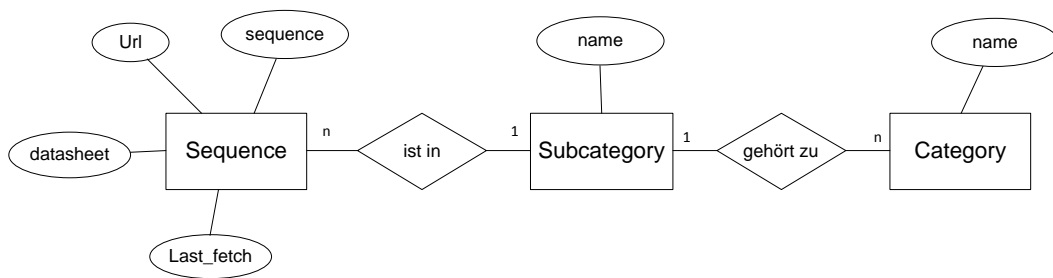 Url
sequence
name
name
datasheet
Sequence
n
ist in
1
Subcategory
1
gehört zu
n
Category
Last_fetch